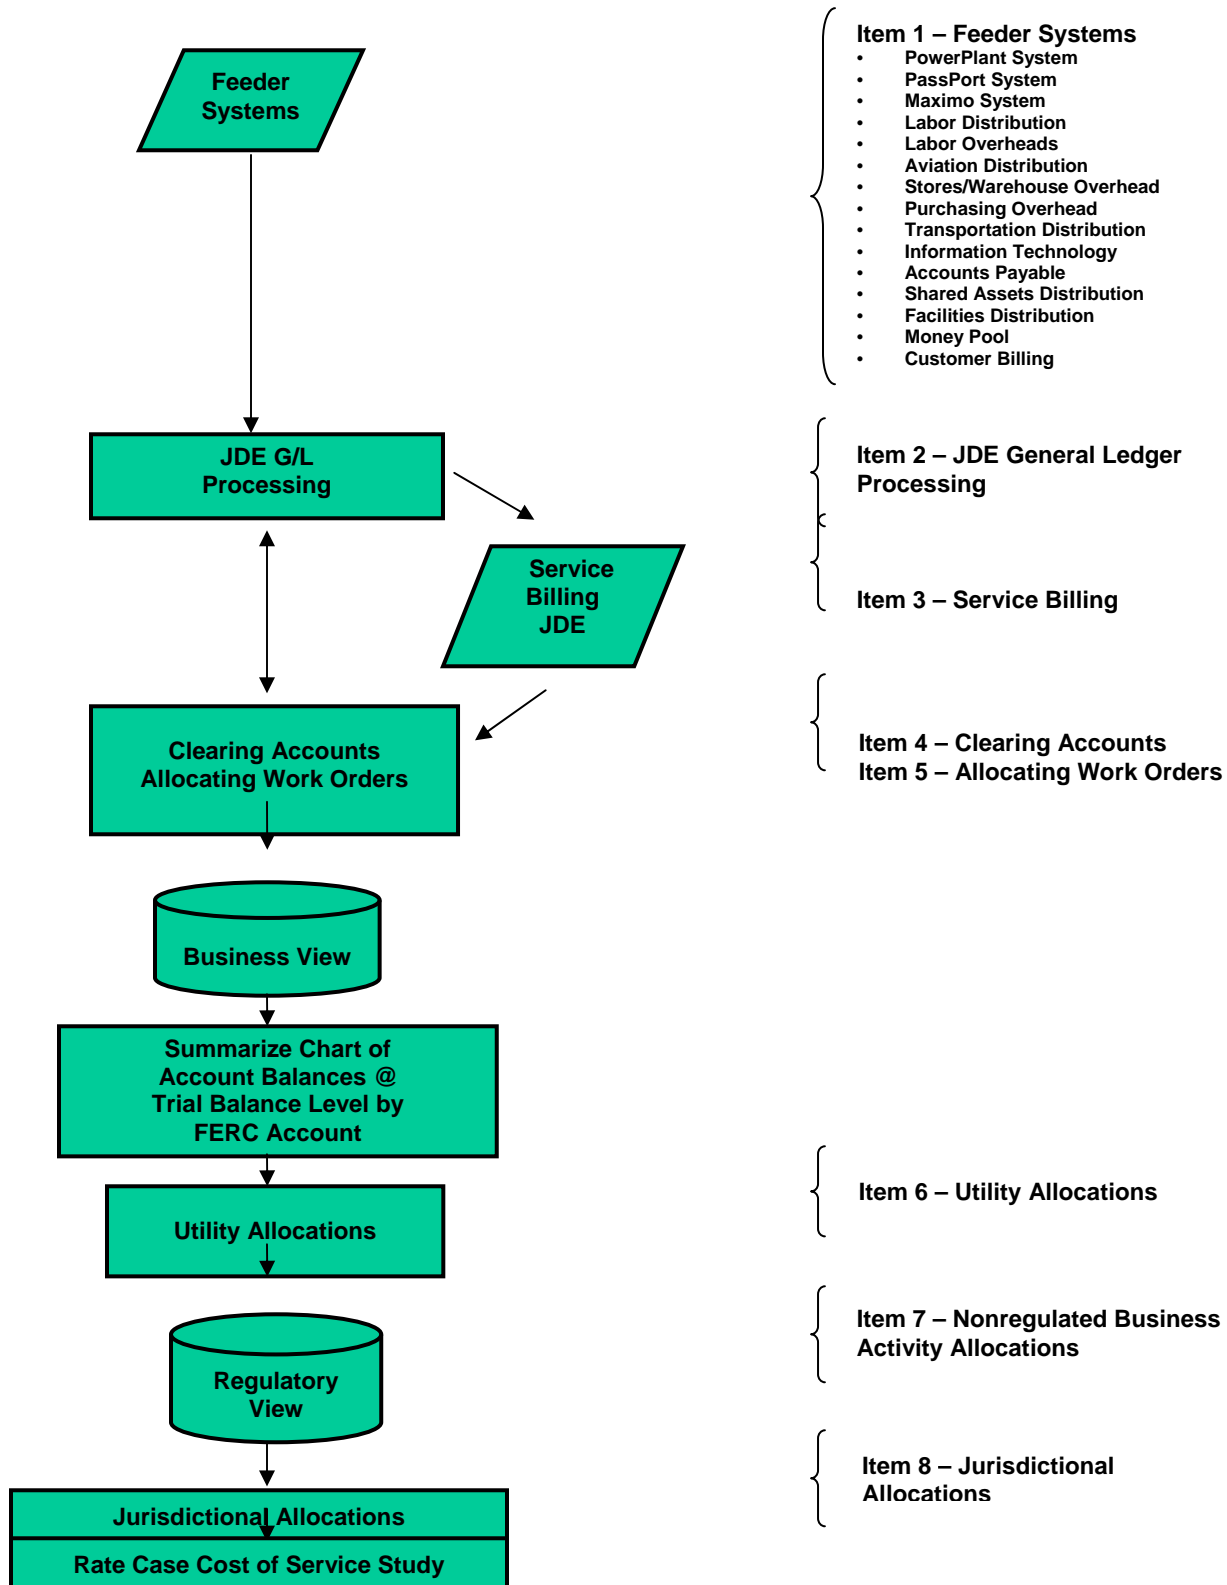 Feeder
Systems
JDE G/L
Processing
Service
Billing
JDE
Clearing Accounts
Allocating Work Orders
Business View
Summarize Chart of
Account Balances @
Trial Balance Level by
FERC Account
Utility Allocations
Regulatory
View
Jurisdictional Allocations
Rate Case Cost of Service Study
Item 1 – Feeder Systems
• PowerPlant System
• PassPort System
• Maximo System
• Labor Distribution
• Labor Overheads
• Aviation Distribution
• Stores/Warehouse Overhead
• Purchasing Overhead
• Transportation Distribution
• Information Technology
• Accounts Payable
• Shared Assets Distribution
• Facilities Distribution
• Money Pool
• Customer Billing
Item 2 – JDE General Ledger
Processing
Item 3 – Service Billing
Item 4 – Clearing Accounts
Item 5 – Allocating Work Orders
Item 6 – Utility Allocations
Item 7 – Nonregulated Business
Activity Allocations
Item 8 – Jurisdictional
Allocations